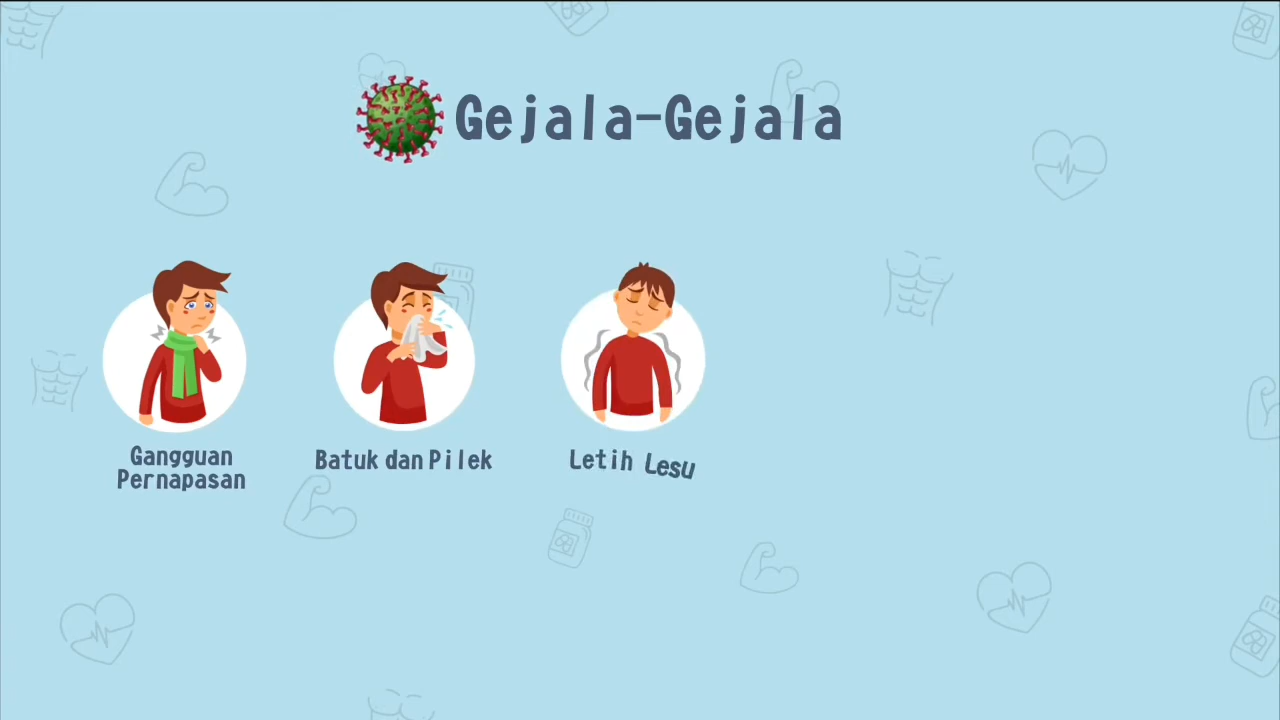 Gejala-Gejala
Gangguan
Pernapasan
Batuk dan Pilek
Letih Lesu